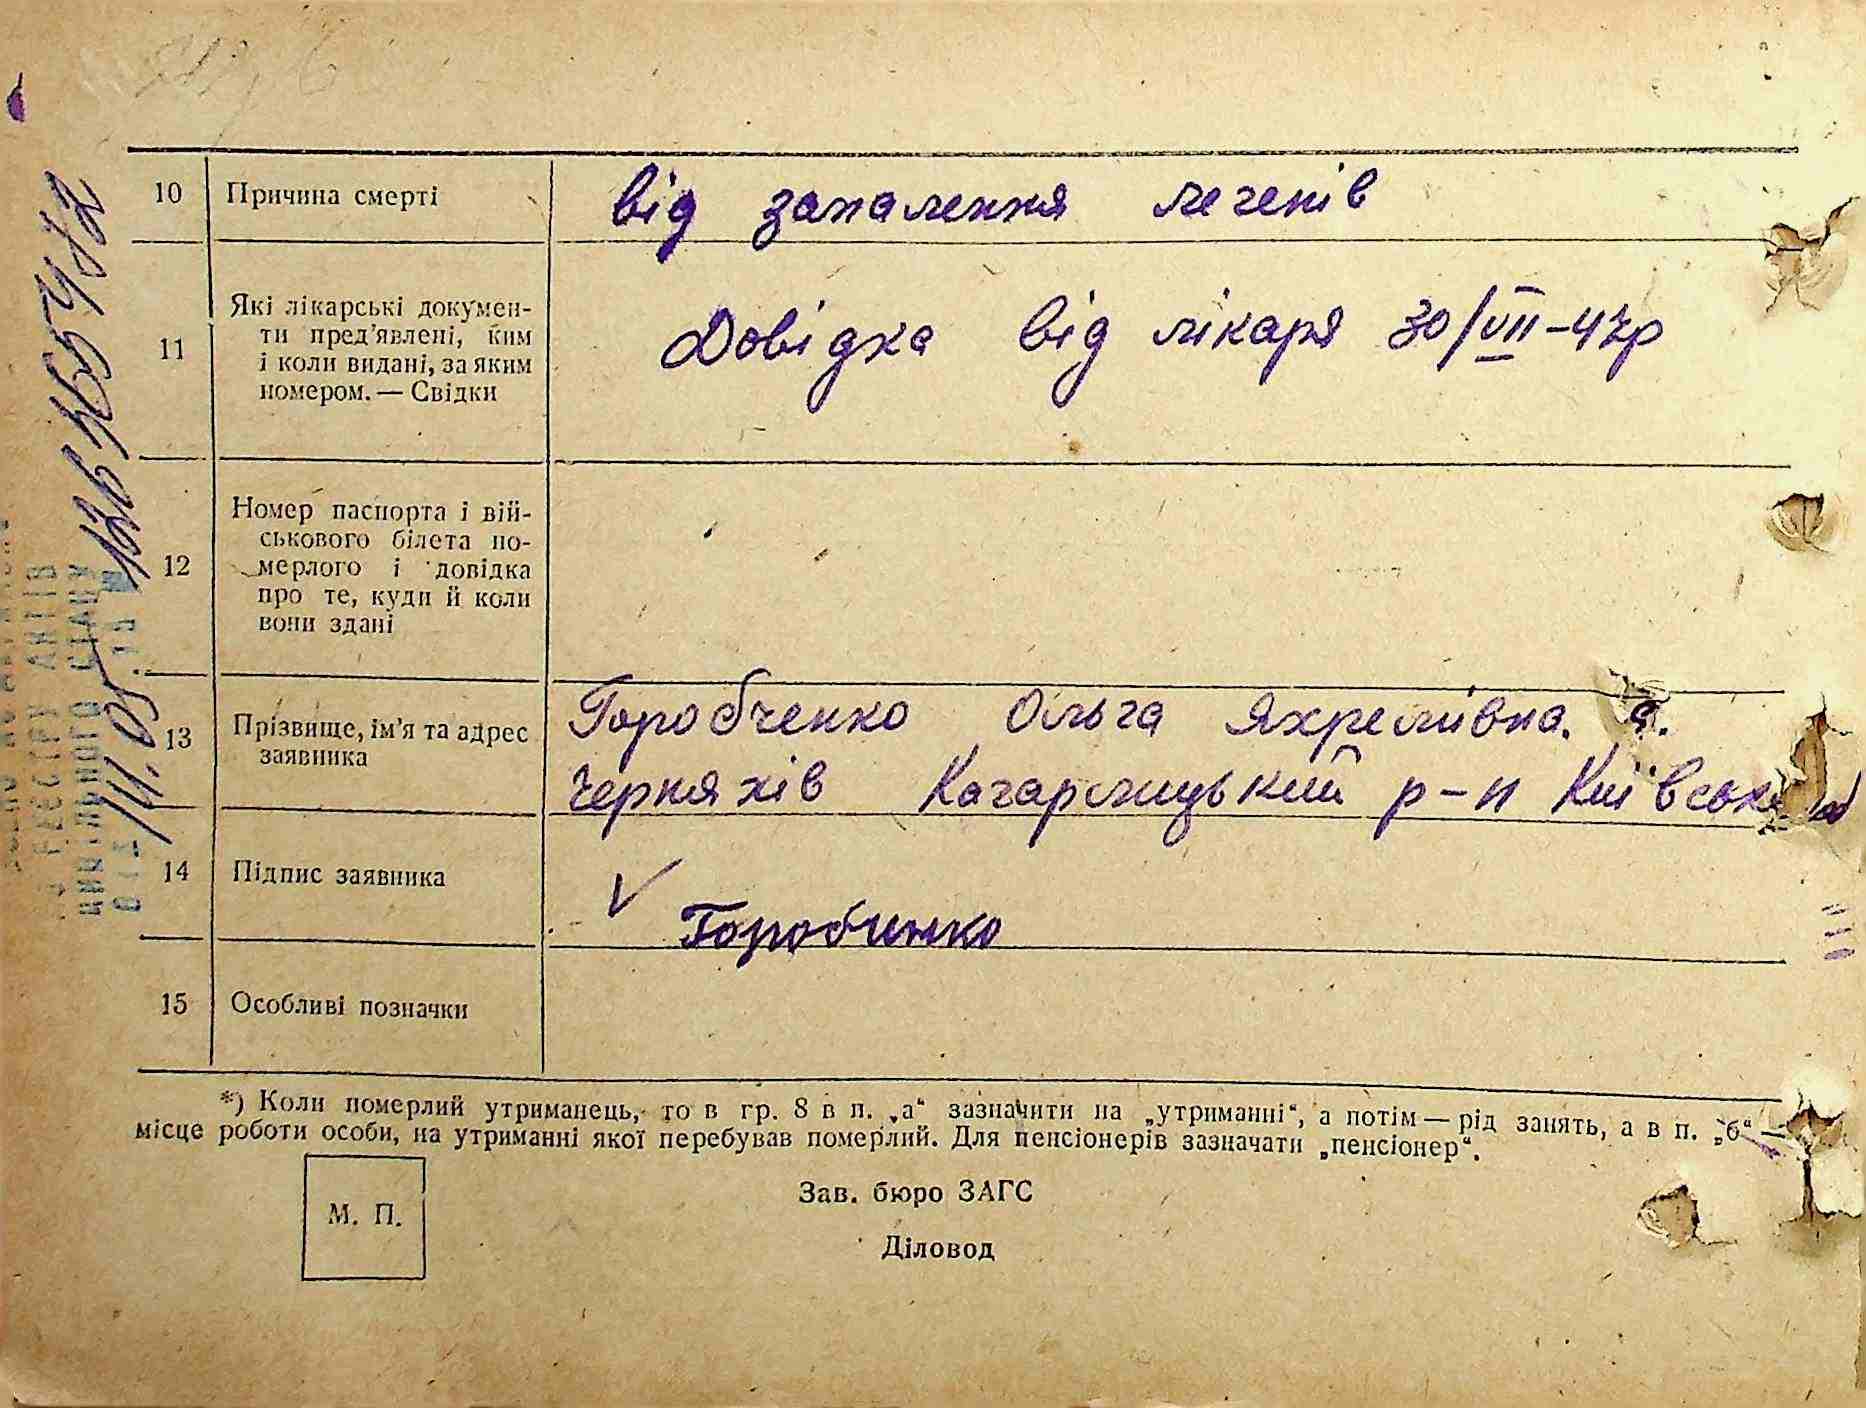 10 Причина смерті від запалення легенів
11 Які лікарські докумен-
ти пред'явлені, ким
і коли видані, за яким
номером. — Свідки
Довідка від лікаря 30/VII-47р
12 Номер паспорта і вій-
ськового білета по-
мерлого і довідка
про те, куди й коли
вони здані
13 Прізвище, ім'я та адрес
заявника
Горобченко Ольга Яхремівна. с.
Черняхів Кагарлицький р-н Київської
14 Підпис заявника
V Горобченко
15 Особливі позначки
*) Коли померлий утриманець, то в гр. 8 в п. „а“ зазначити на „утриманні“, а потім — рід занять, а в п. „б“ —
місце роботи особи, на утриманні якої перебував померлий. Для пенсіонерів зазначати „пенсіонер“.
М. П.
Зав. бюро ЗАГС
Діловод